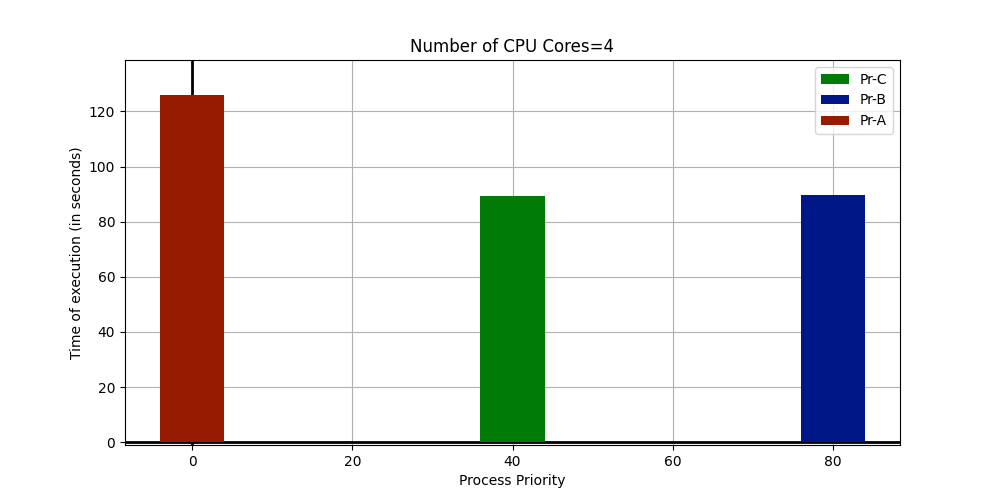 Number of CPU Cores=4
Pr-C
Pr-B
Pr-A
Time of execution (in seconds)
120
100
80
60
40
20
0
0 20 40 60 80
Process Priority